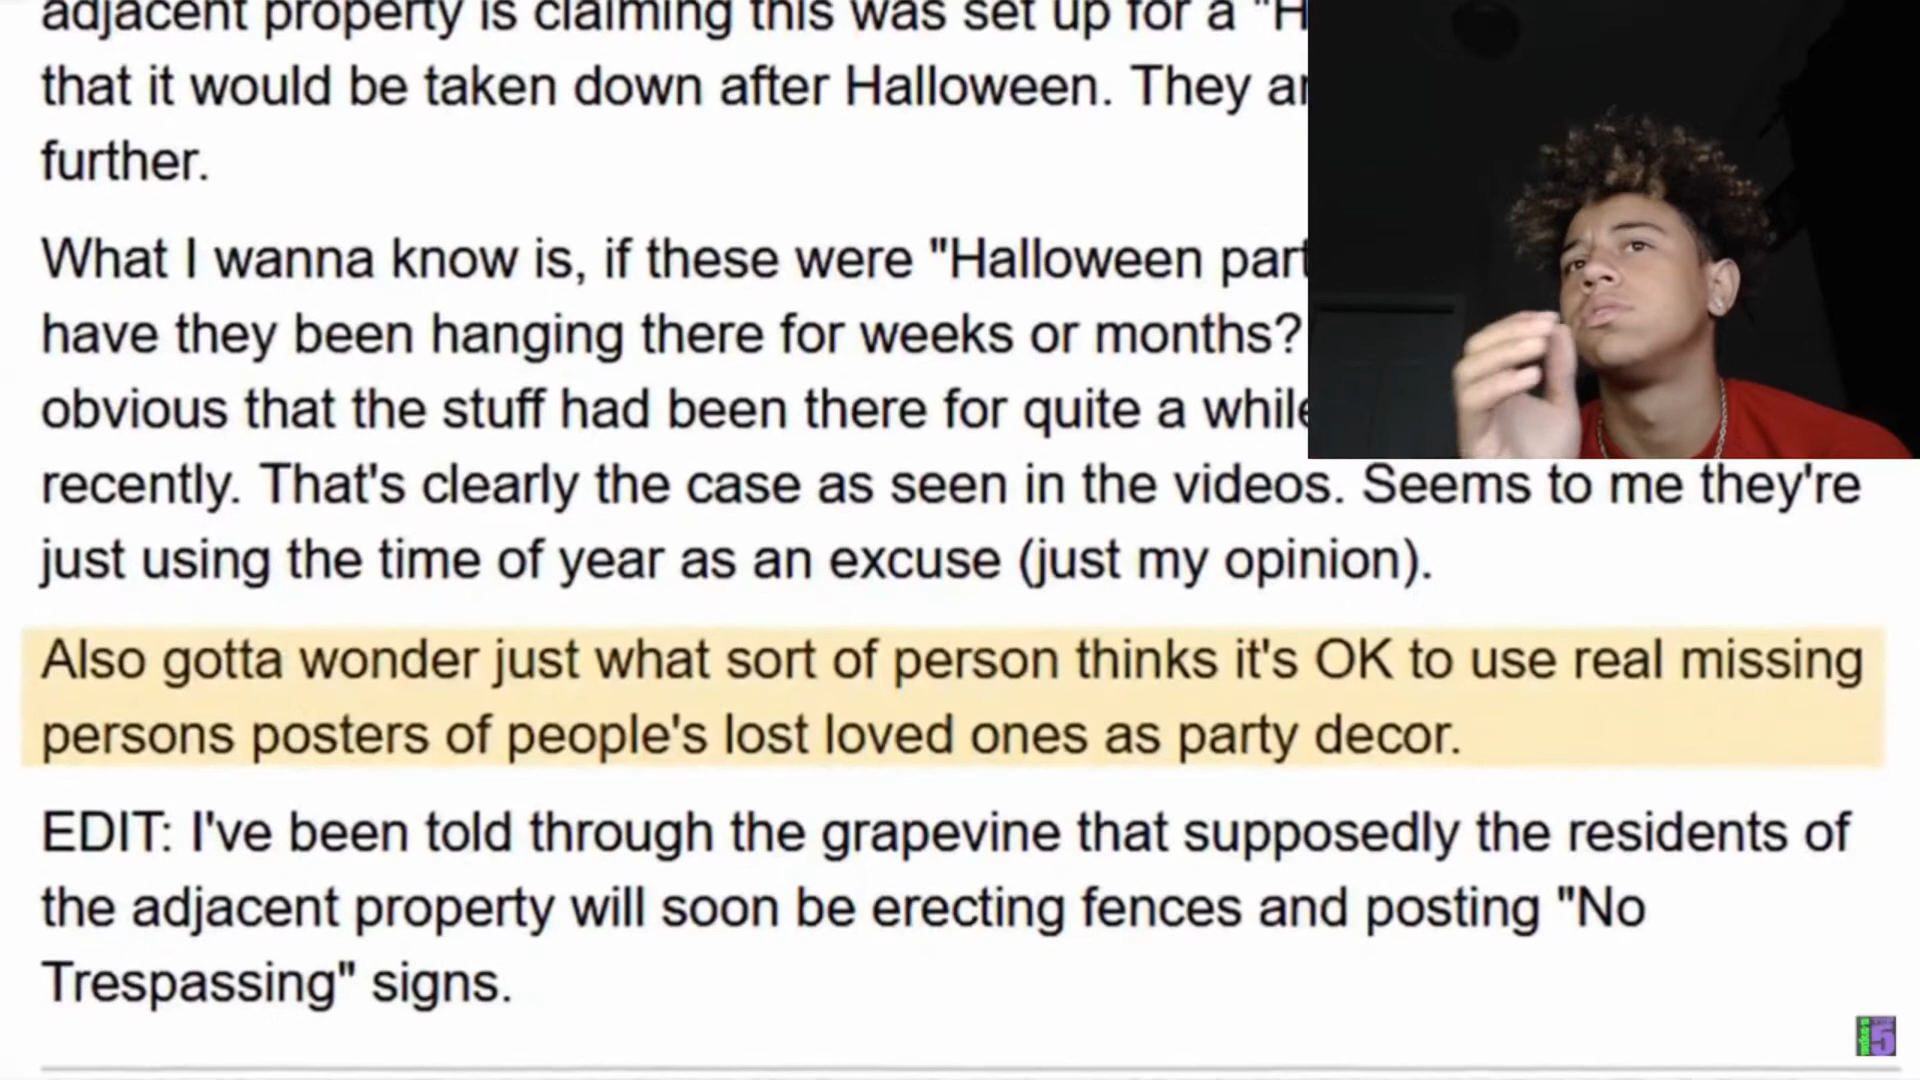 adjacent property is claiming this was set up for a "H
that it would be taken down after Halloween. They
further.
What I wanna know is, if these were "Halloween
have they been hanging there for weeks or months?
obvious that the stuff had been there for quite a while
recently. That's clearly the case as seen in the videos. Seems to me they're
just using the time of year as an excuse (just my opinion).
Also gotta wonder just what sort of person thinks it's OK to use real missing
persons posters of people's lost loved ones as party decor.
EDIT: I've been told through the grapevine that supposedly the residents of
the adjacent property will soon be erecting fences and posting "No
Trespassing" signs.
5